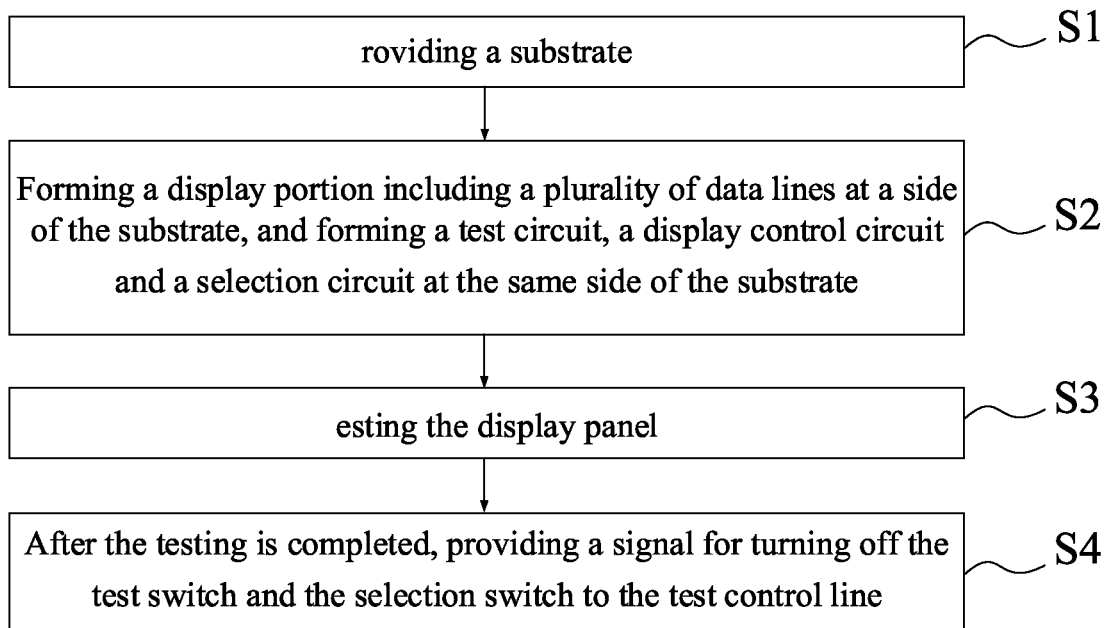 roviding a substrate
S1
Forming a display portion including a plurality of data lines at a side
of the substrate, and forming a test circuit, a display control circuit
and a selection circuit at the same side of the substrate
S2
esting the display panel
S3
After the testing is completed, providing a signal for turning off the
test switch and the selection switch to the test control line
S4